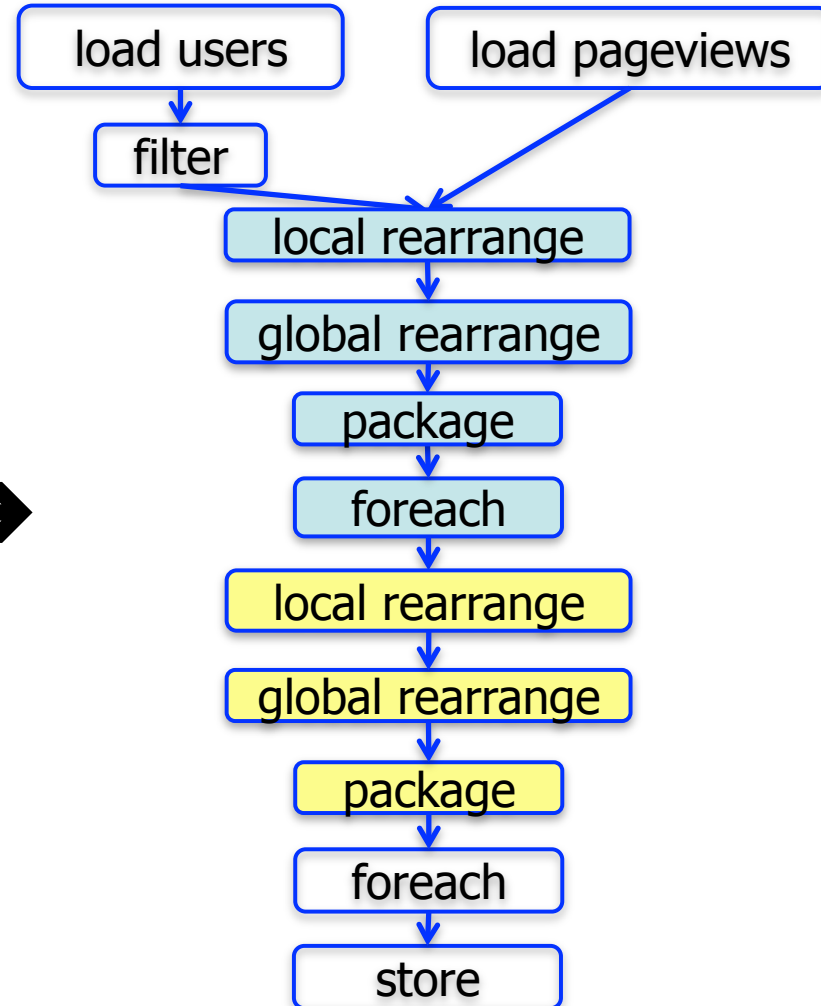 load users
load pageviews
filter
local rearrange
global rearrange
package
foreach
local rearrange
global rearrange
package
foreach
store